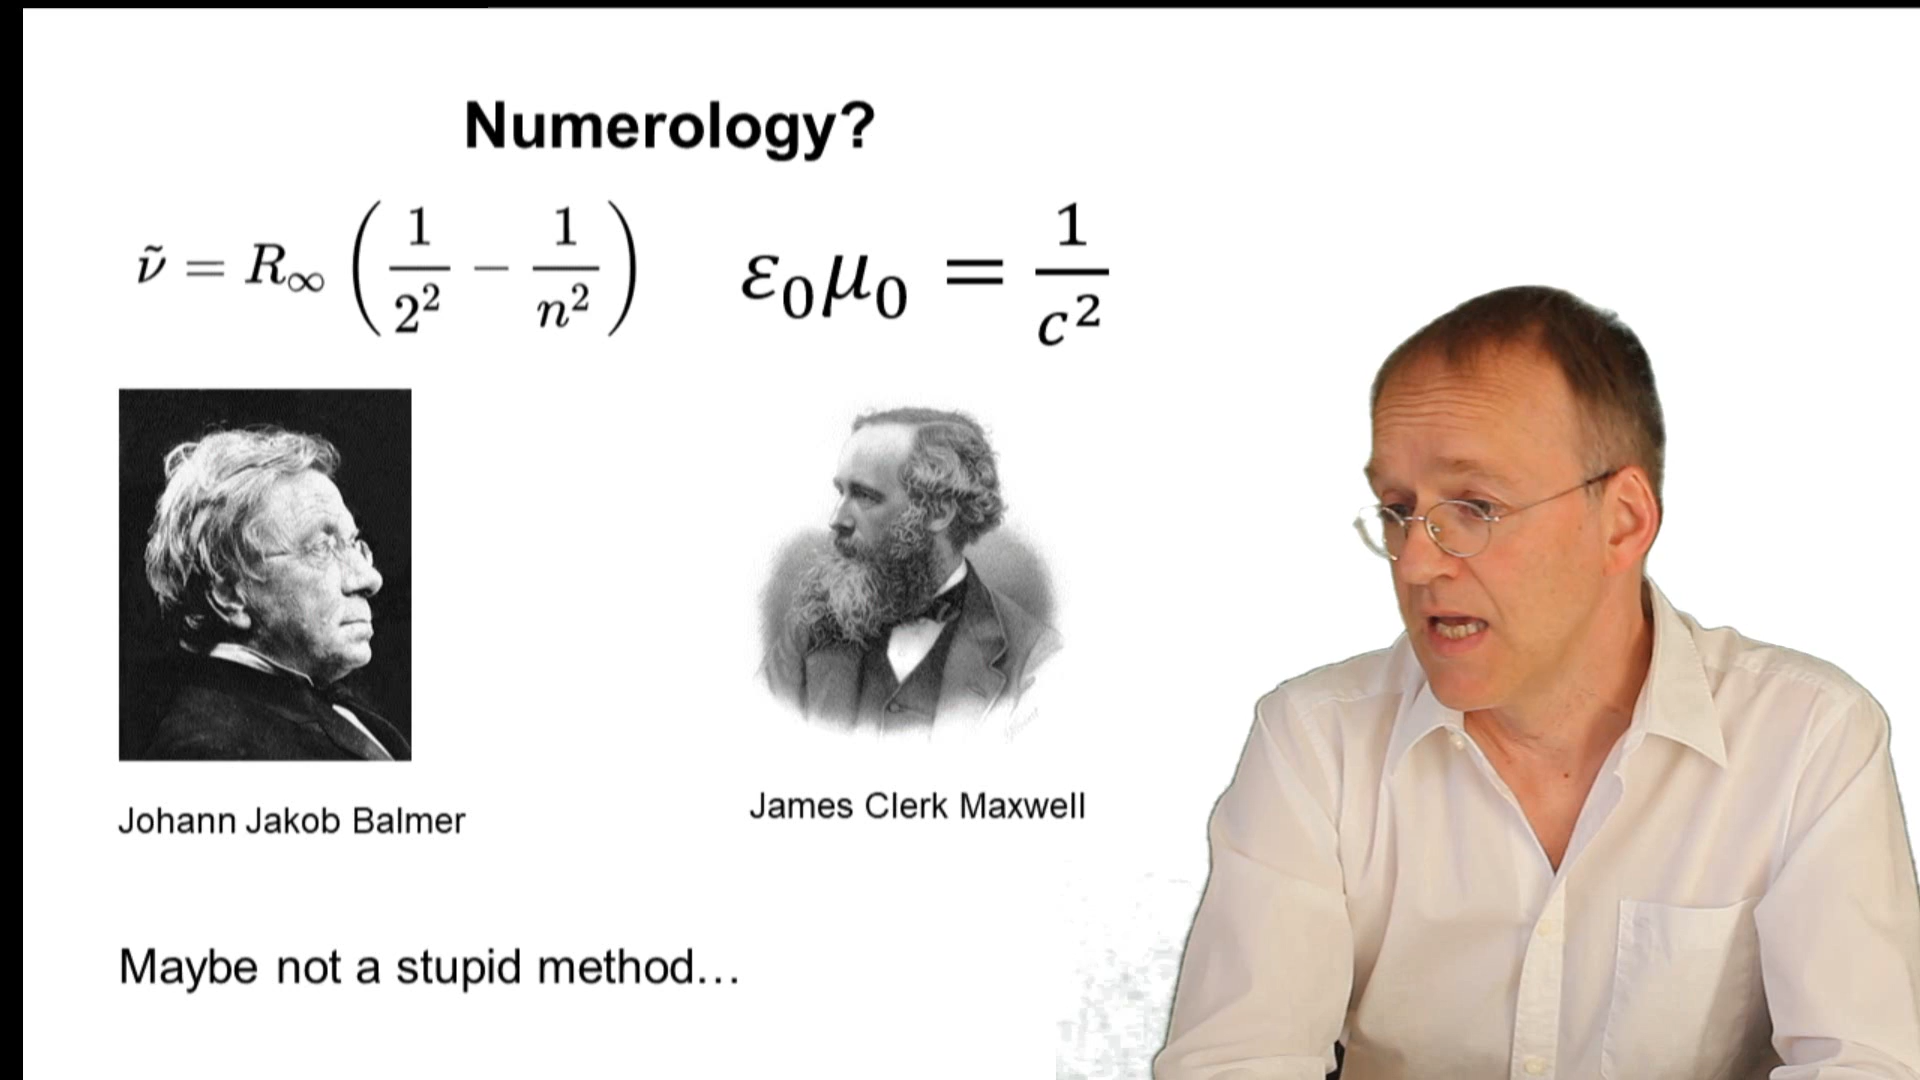 Numerology?
ν̃ = R∞ (1/2² − 1/n²)
ε₀μ₀ = 1/c²
Johann Jakob Balmer
James Clerk Maxwell
Maybe not a stupid method…